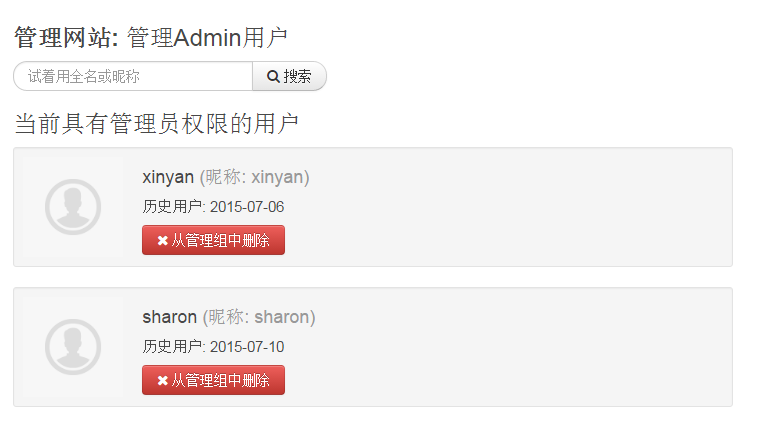 管理网站: 管理Admin用户
试着用全名或昵称 搜索
当前具有管理员权限的用户
xinyan (昵称: xinyan)
历史用户: 2015-07-06
从管理组中删除
sharon (昵称: sharon)
历史用户: 2015-07-10
从管理组中删除